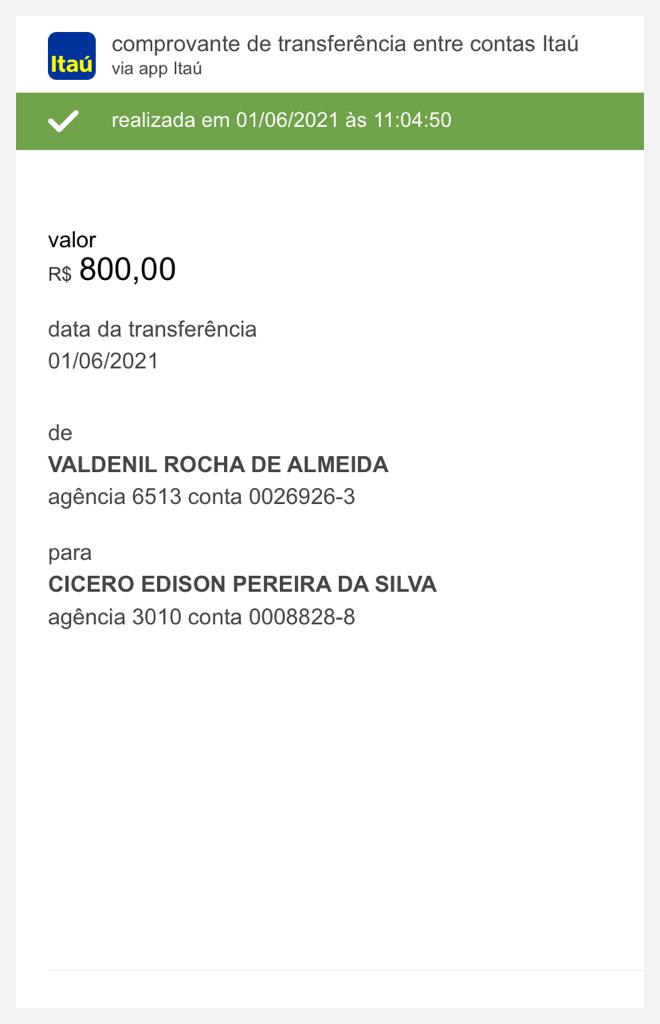 Itaú
comprovante de transferência entre contas Itaú
via app Itaú
realizada em 01/06/2021 às 11:04:50
valor
R$ 800,00
data da transferência
01/06/2021
de
VALDENIL ROCHA DE ALMEIDA
agência 6513 conta 0026926-3
para
CICERO EDISON PEREIRA DA SILVA
agência 3010 conta 0008828-8